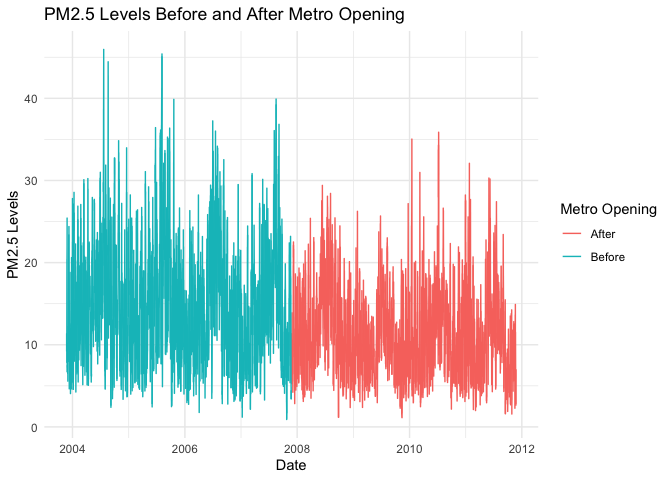 PM2.5 Levels Before and After Metro Opening
PM2.5 Levels
40
30
20
10
0
2004
2006
2008
2010
2012
Date
Metro Opening
After
Before